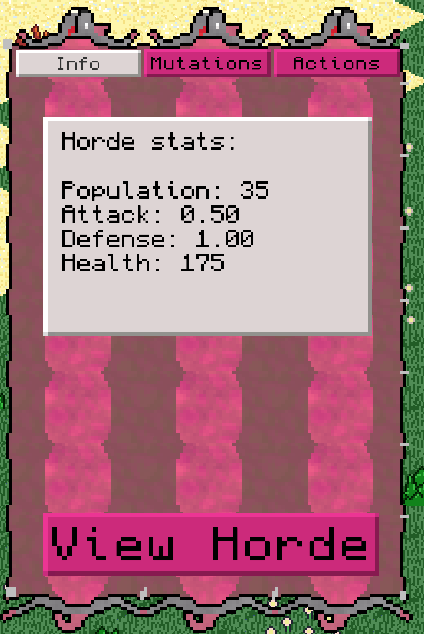 Info
Mutations
Actions
Horde stats:
Population: 35
Attack: 0.50
Defense: 1.00
Health: 175
View Horde